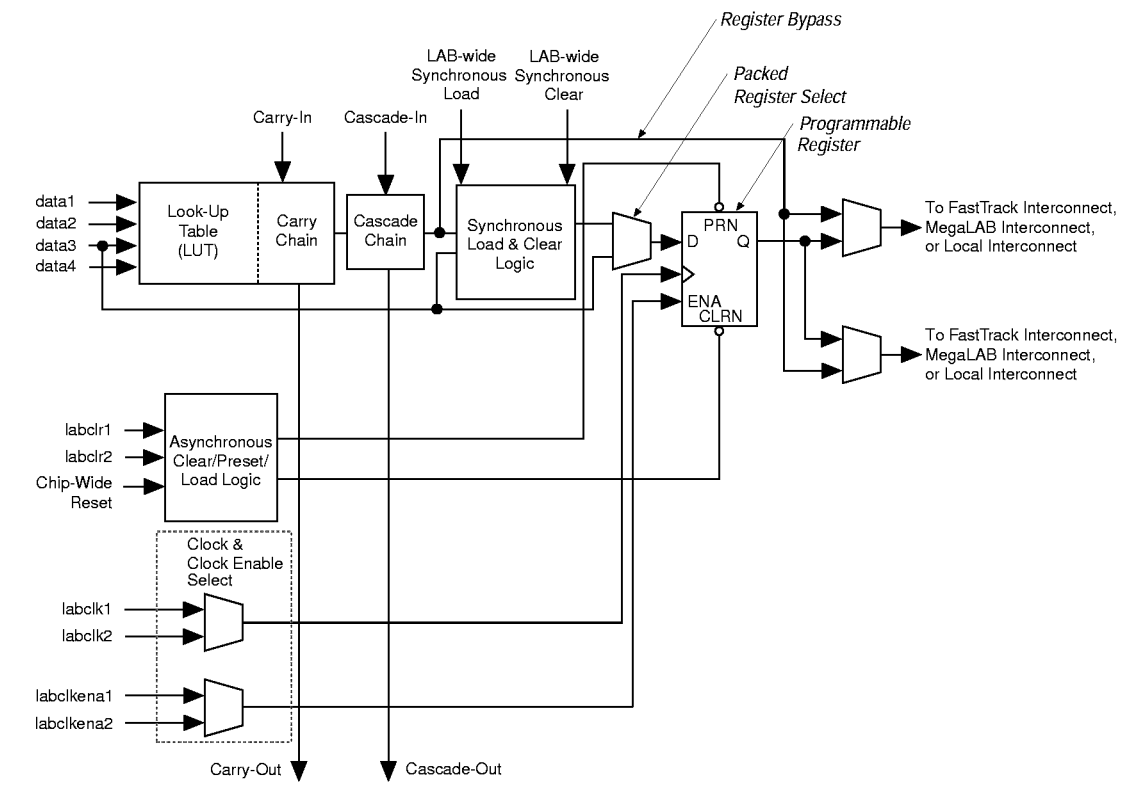 Register Bypass
LAB-wide
Synchronous
Load
LAB-wide
Synchronous
Clear
Packed
Register Select
Programmable
Register
Carry-In
Cascade-In
data1
data2
data3
data4
Look-Up
Table
(LUT)
Carry
Chain
Cascade
Chain
Synchronous
Load & Clear
Logic
PRN
D
Q
ENA
CLRN
To FastTrack Interconnect,
MegaLAB Interconnect,
or Local Interconnect
To FastTrack Interconnect,
MegaLAB Interconnect,
or Local Interconnect
labclr1
labclr2
Chip-Wide
Reset
Asynchronous
Clear/Preset/
Load Logic
Clock &
Clock Enable
Select
labclk1
labclk2
labclkena1
labclkena2
Carry-Out
Cascade-Out